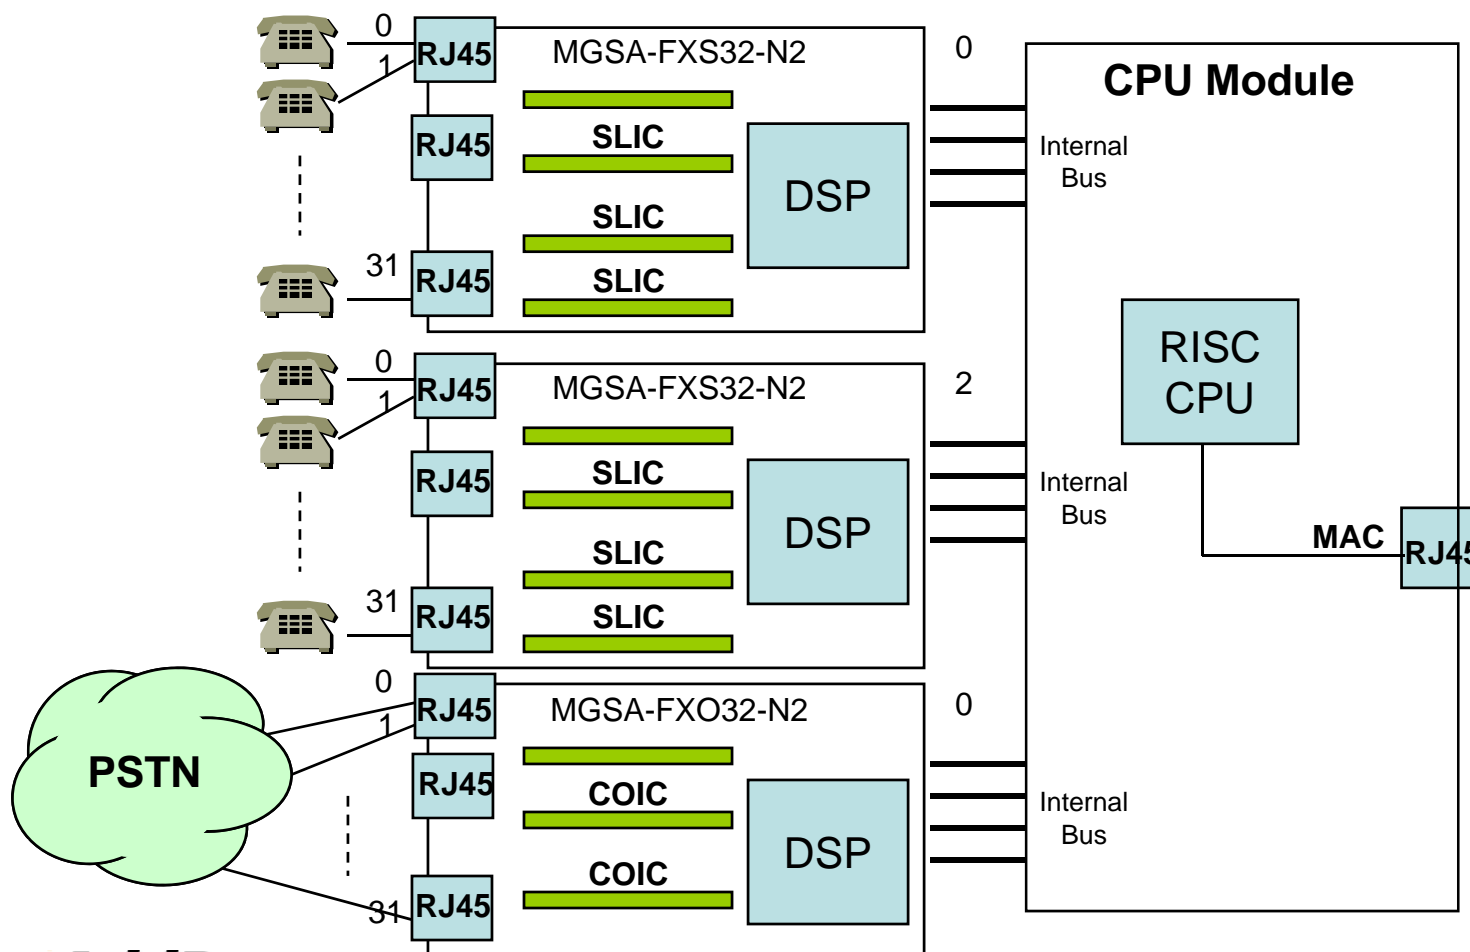 0
1
RJ45
MGSA-FXS32-N2
0
CPU Module
RJ45
SLIC
DSP
Internal
Bus
SLIC
31
RJ45
SLIC
RISC
CPU
0
1
RJ45
MGSA-FXS32-N2
2
RJ45
SLIC
DSP
Internal
Bus
MAC
RJ45
SLIC
31
RJ45
SLIC
0
1
RJ45
MGSA-FXO32-N2
0
PSTN
RJ45
COIC
DSP
Internal
Bus
COIC
31
RJ45